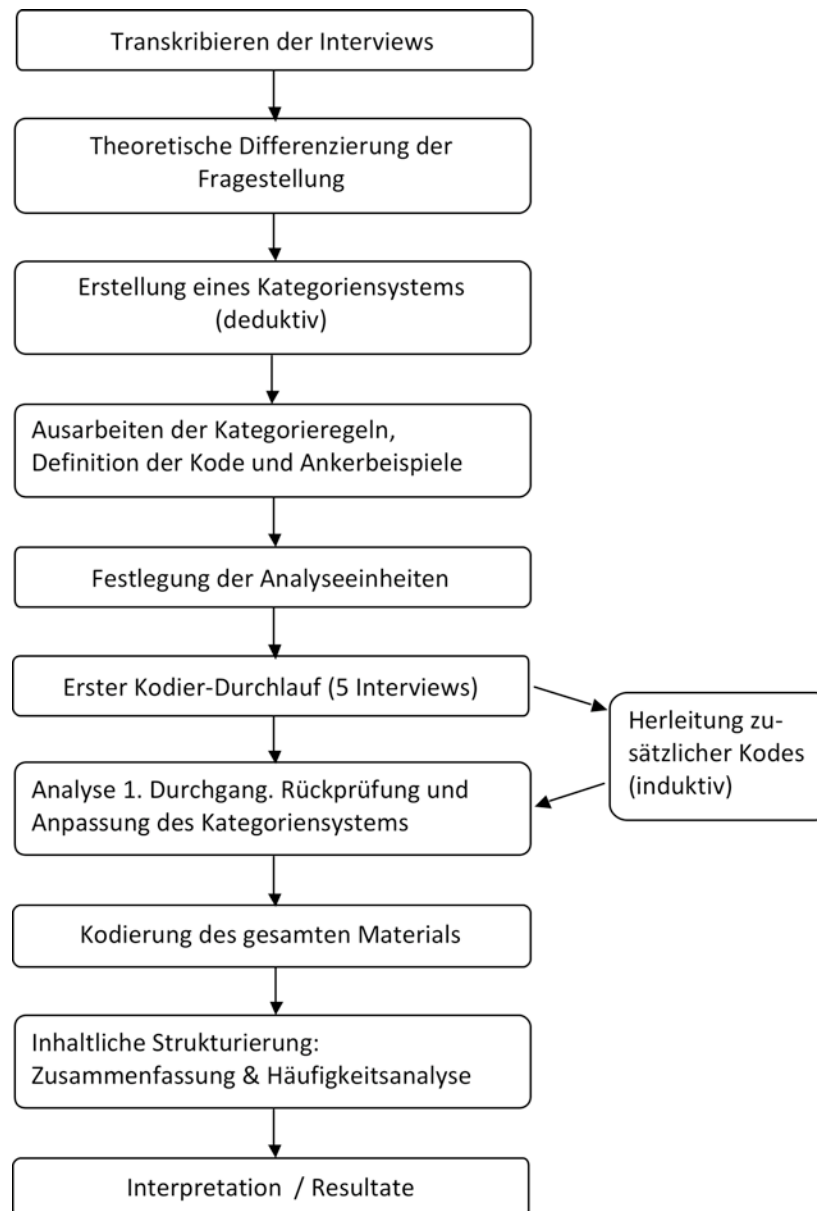 Transkribieren der Interviews
Theoretische Differenzierung der
Fragestellung
Erstellung eines Kategoriensystems
(deduktiv)
Ausarbeiten der Kategorieregeln,
Definition der Kode und Ankerbeispiele
Festlegung der Analyseeinheiten
Erster Kodier-Durchlauf (5 Interviews)
Herleitung zu-
sätzlicher Kodes
(induktiv)
Analyse 1. Durchgang. Rückprüfung und
Anpassung des Kategoriensystems
Kodierung des gesamten Materials
Inhaltliche Strukturierung:
Zusammenfassung & Häufigkeitsanalyse
Interpretation / Resultate